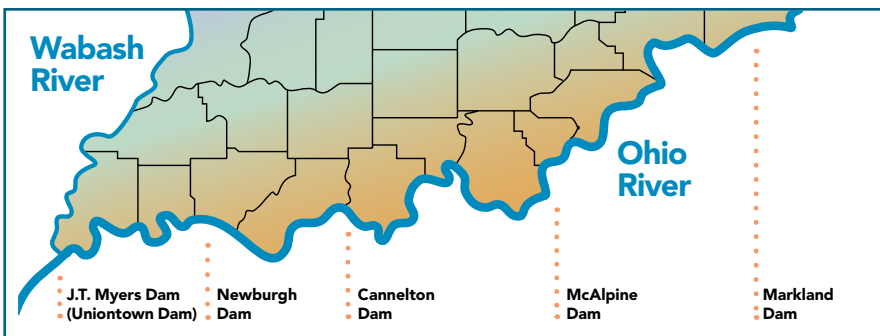 Wabash
River
Ohio
River
J.T. Myers Dam
(Uniontown Dam)
Newburgh
Dam
Cannelton
Dam
McAlpine
Dam
Markland
Dam